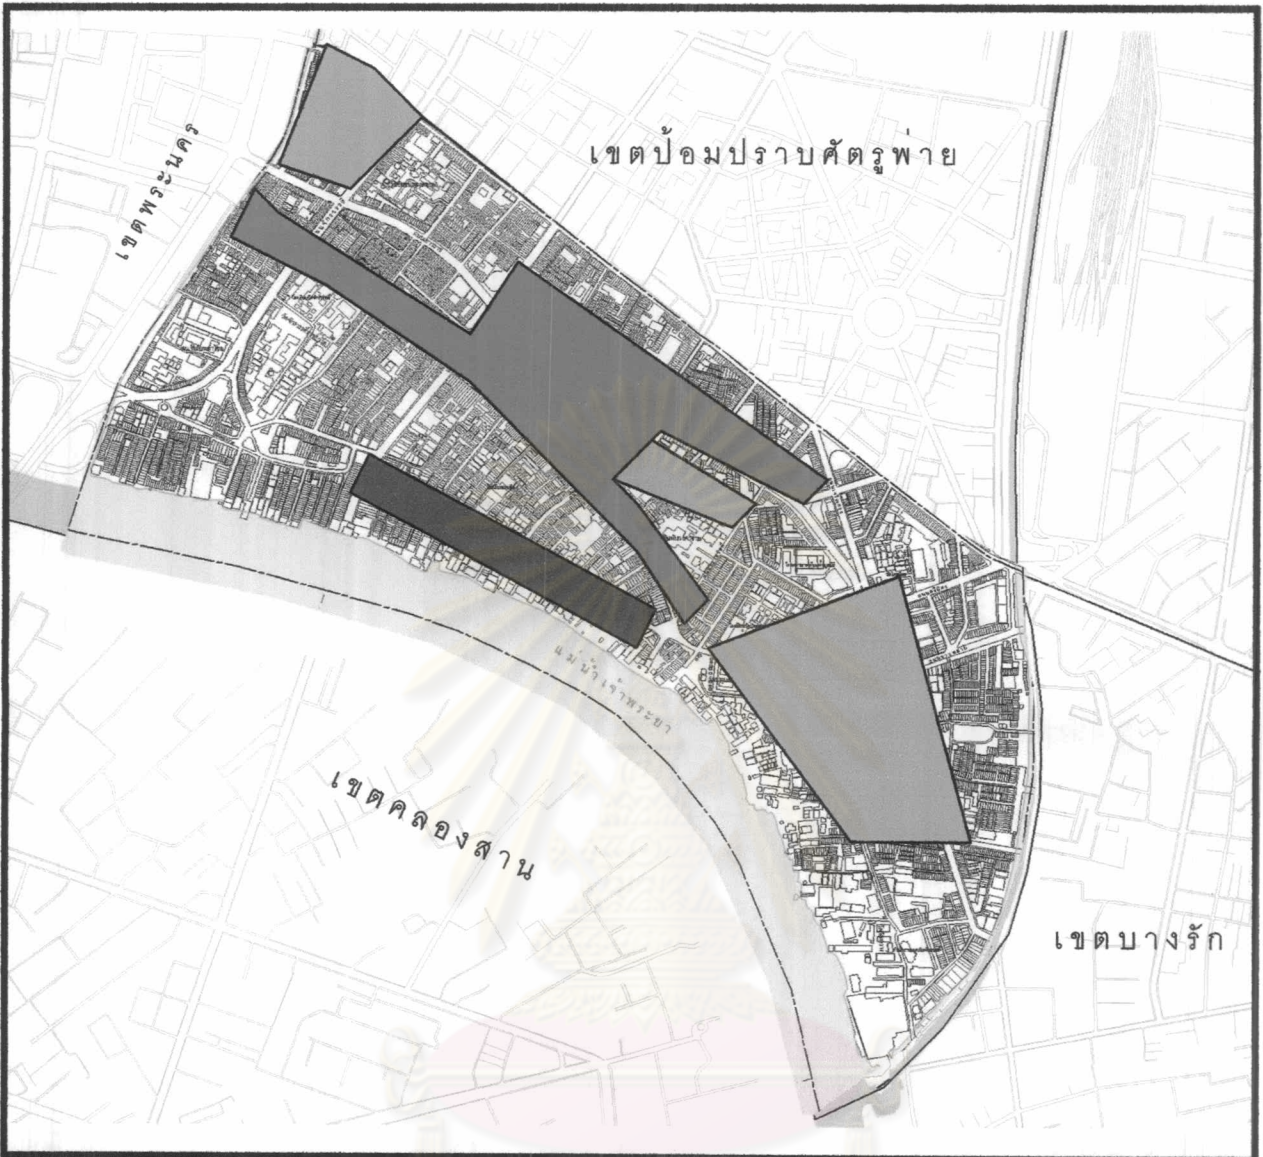 เขตป้อมปราบศัตรูพ่าย
เขตพระนคร
แม่น้ำเจ้าพระยา
เขตคลองสาน
เขตบางรัก